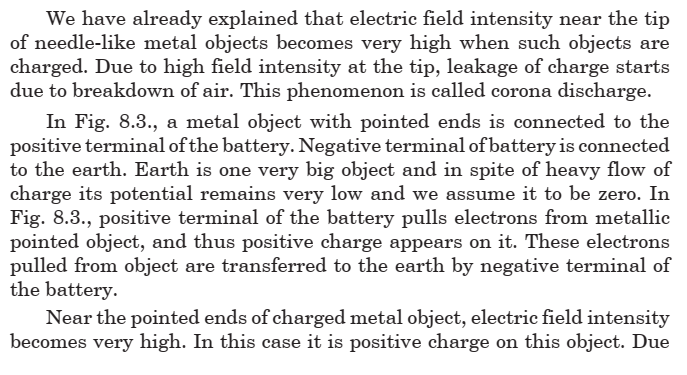 We have already explained that electric field intensity near the tip
of needle-like metal objects becomes very high when such objects are
charged. Due to high field intensity at the tip, leakage of charge starts
due to breakdown of air. This phenomenon is called corona discharge.
In Fig. 8.3., a metal object with pointed ends is connected to the
positive terminal of the battery. Negative terminal of battery is connected
to the earth. Earth is one very big object and in spite of heavy flow of
charge its potential remains very low and we assume it to be zero. In
Fig. 8.3., positive terminal of the battery pulls electrons from metallic
pointed object, and thus positive charge appears on it. These electrons
pulled from object are transferred to the earth by negative terminal of
the battery.
Near the pointed ends of charged metal object, electric field intensity
becomes very high. In this case it is positive charge on this object. Due